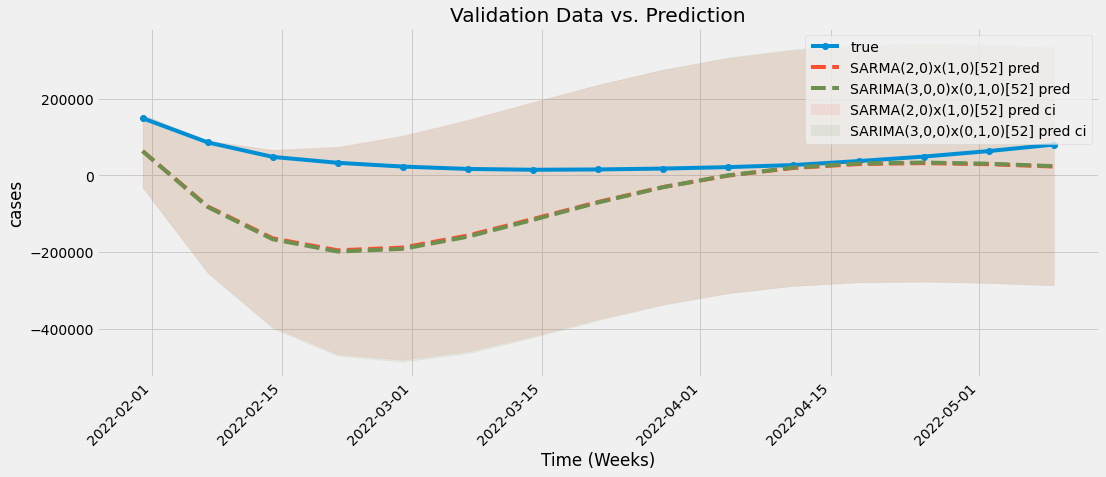 Validation Data vs. Prediction
true
SARMA(2,0)x(1,0)[52] pred
SARIMA(3,0,0)x(0,1,0)[52] pred
SARMA(2,0)x(1,0)[52] pred ci
SARIMA(3,0,0)x(0,1,0)[52] pred ci
cases
200000
0
−200000
−400000
2022-02-01
2022-02-15
2022-03-01
2022-03-15
2022-04-01
2022-04-15
2022-05-01
Time (Weeks)